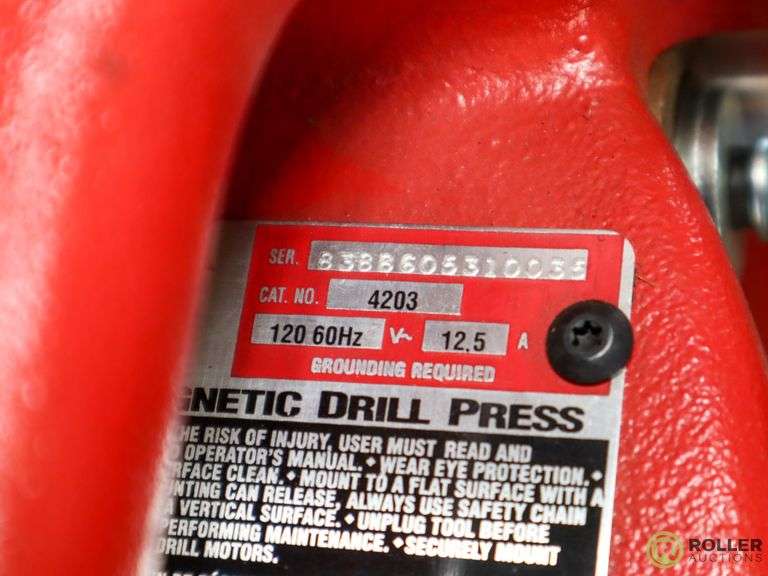 SER. 838B605310035
CAT. NO. 4203
120 60Hz V~ 12.5 A
GROUNDING REQUIRED
GNETIC DRILL PRESS
HE RISK OF INJURY, USER MUST READ AND
OPERATOR'S MANUAL. • WEAR EYE PROTECTION. •
RFACE CLEAN. • MOUNT TO A FLAT SURFACE WITH A
UNTING CAN RELEASE, ALWAYS USE SAFETY CHAIN
A VERTICAL SURFACE. • UNPLUG TOOL BEFORE
PERFORMING MAINTENANCE. • SECURELY MOUNT
DRILL MOTORS.
R ROLLER
AUCTIONS